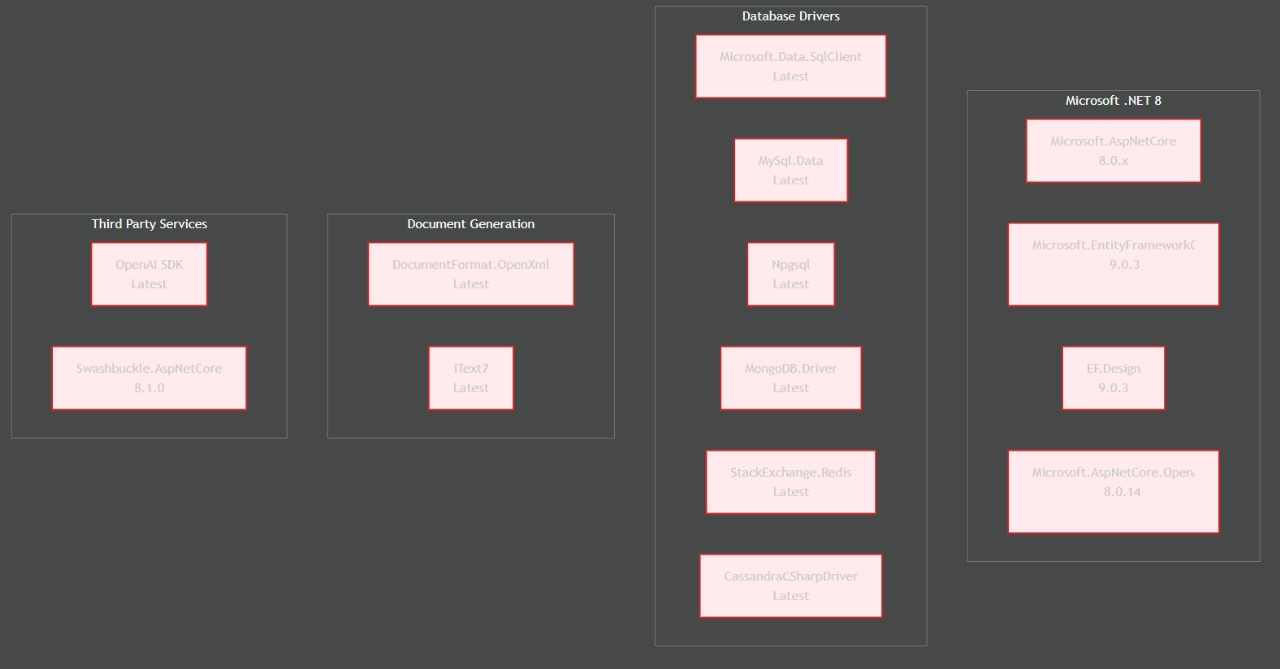 Third Party Services
OpenAI SDK
Latest
Swashbuckle.AspNetCore
8.1.0
Document Generation
DocumentFormat.OpenXml
Latest
iText7
Latest
Database Drivers
Microsoft.Data.SqlClient
Latest
MySql.Data
Latest
Npgsql
Latest
MongoDB.Driver
Latest
StackExchange.Redis
Latest
CassandraCSharpDriver
Latest
Microsoft .NET 8
Microsoft.AspNetCore
8.0.x
Microsoft.EntityFramework
9.0.3
EF.Design
9.0.3
Microsoft.AspNetCore.Open
8.0.14